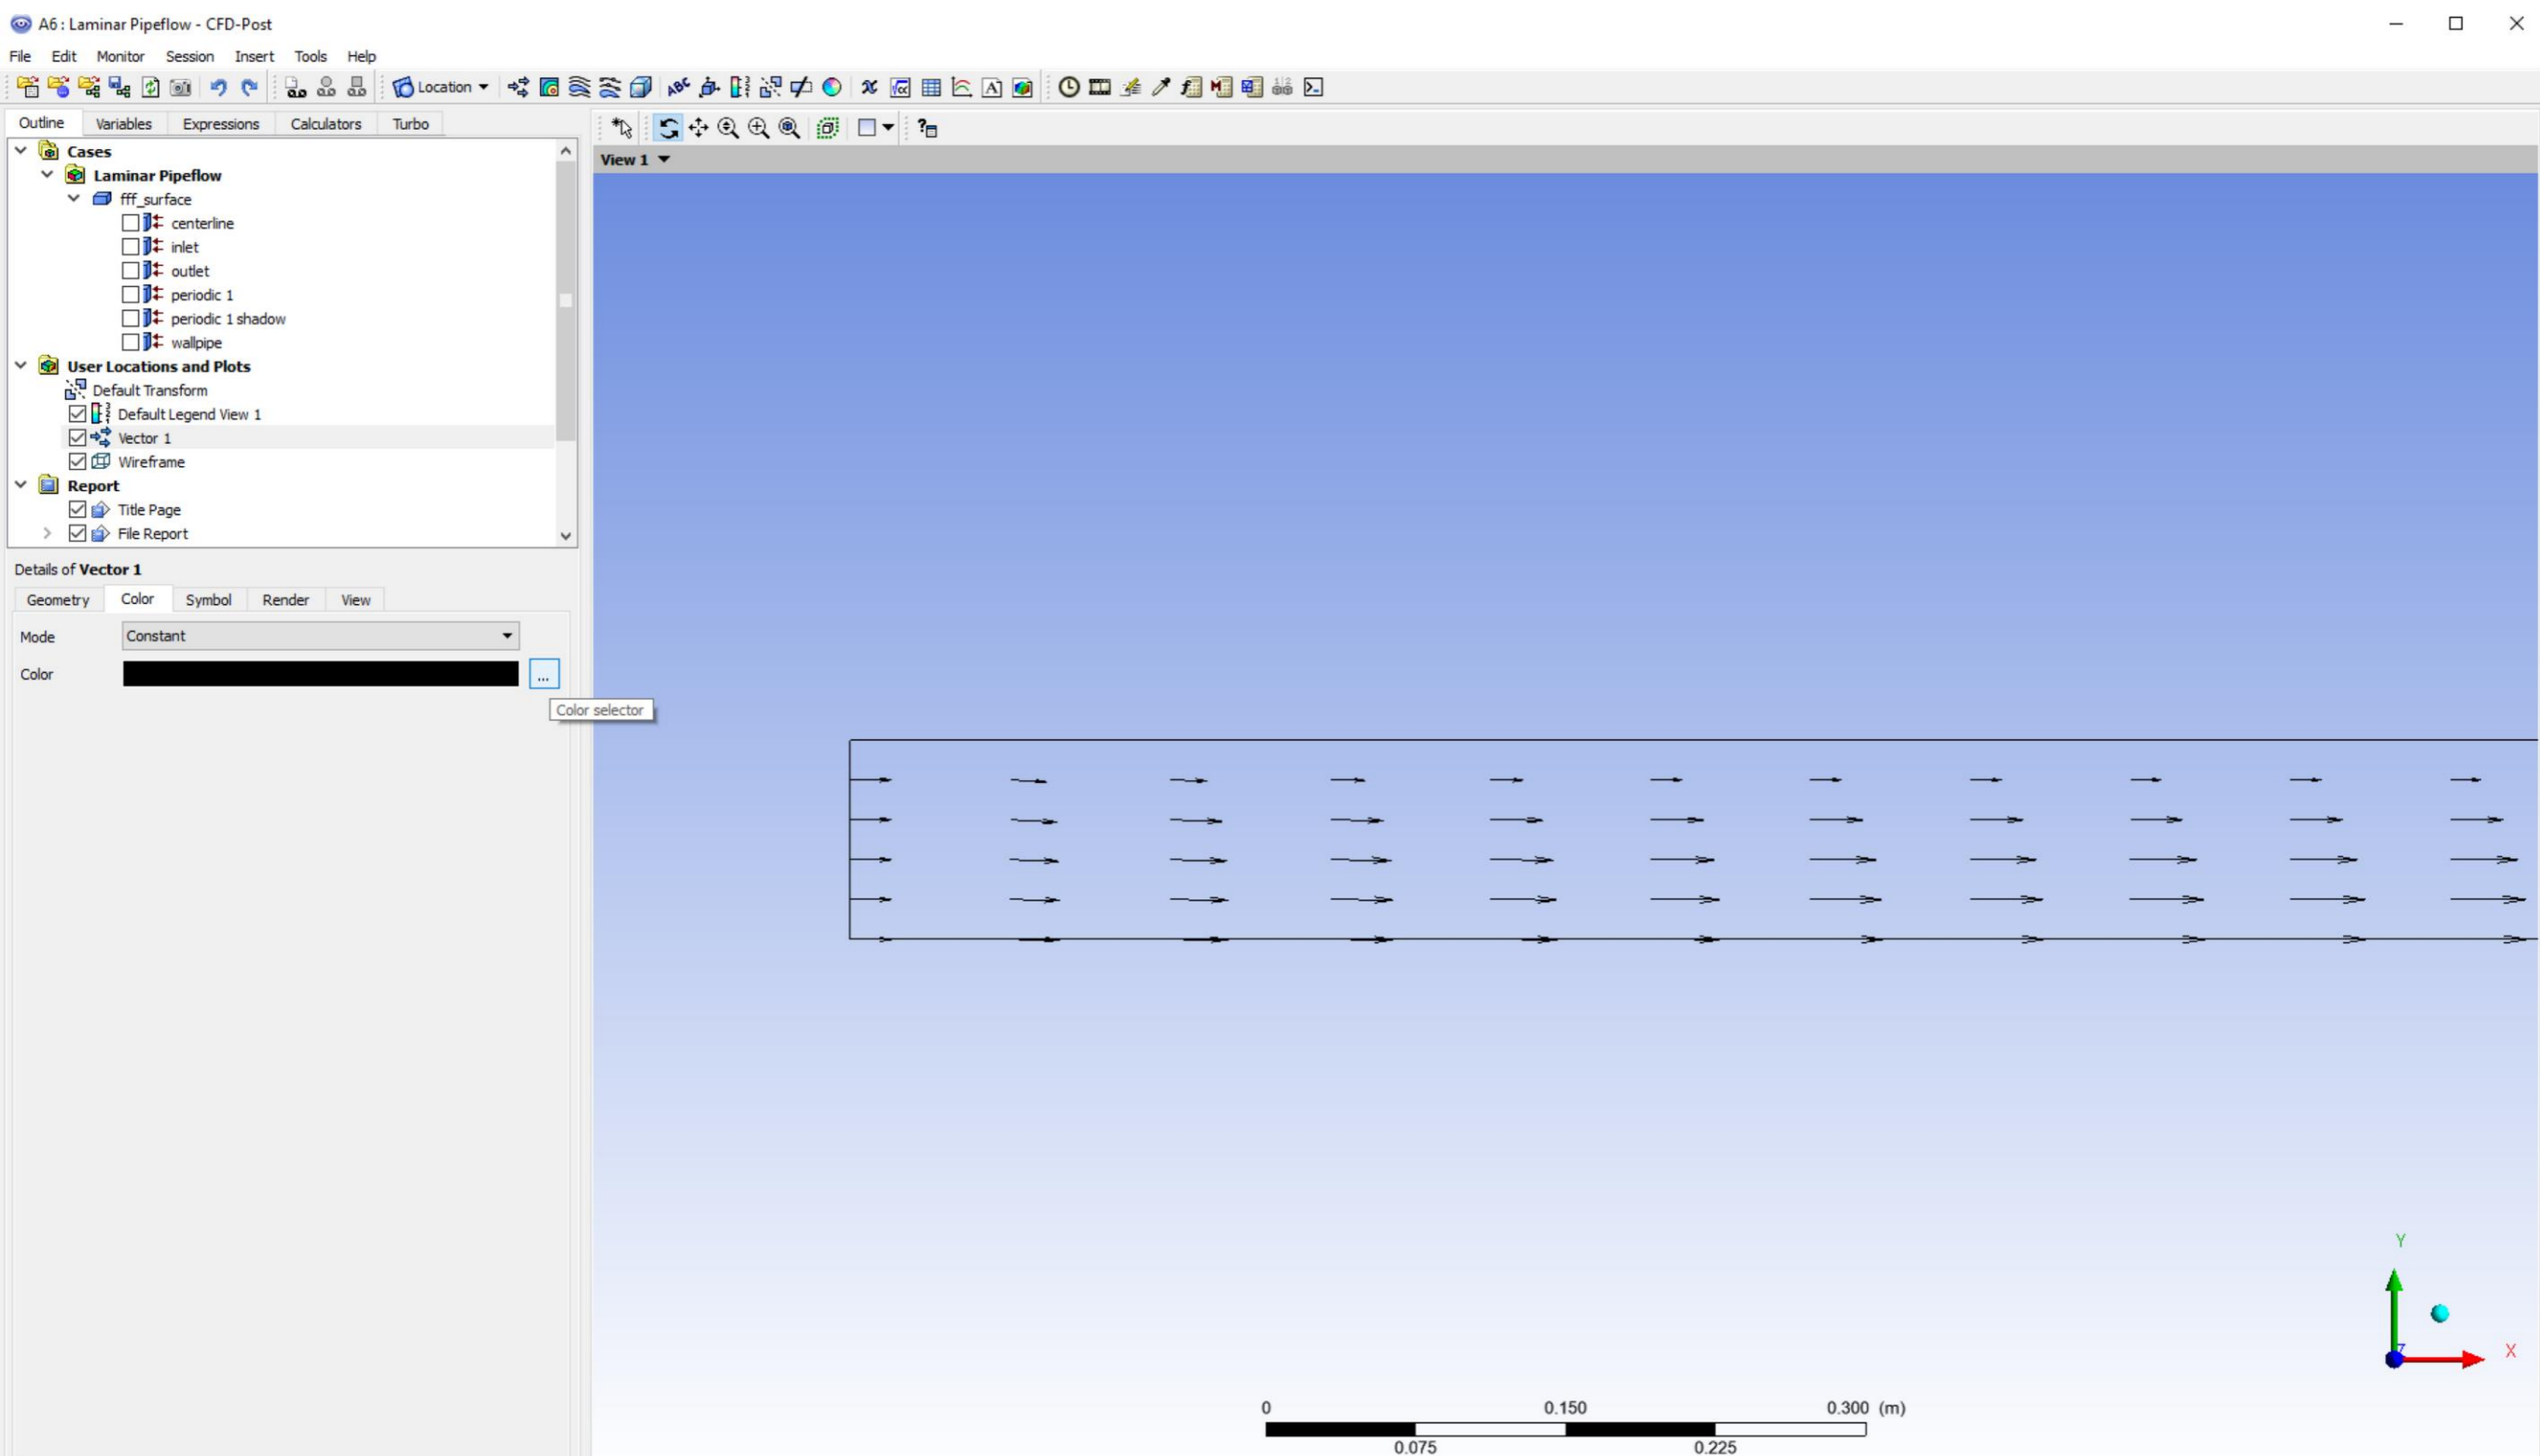 A6 : Laminar Pipeflow - CFD-Post
File Edit Monitor Session Insert Tools Help
Location
Outline Variables Expressions Calculators Turbo
Cases
Laminar Pipeflow
fff_surface
centerline
inlet
outlet
periodic 1
periodic 1 shadow
wallpipe
User Locations and Plots
Default Transform
Default Legend View 1
Vector 1
Wireframe
Report
Title Page
File Report
Details of Vector 1
Geometry Color Symbol Render View
Mode Constant
Color ...
Color selector
View 1
Y
Z
X
0 0.150 0.300 (m)
0.075 0.225